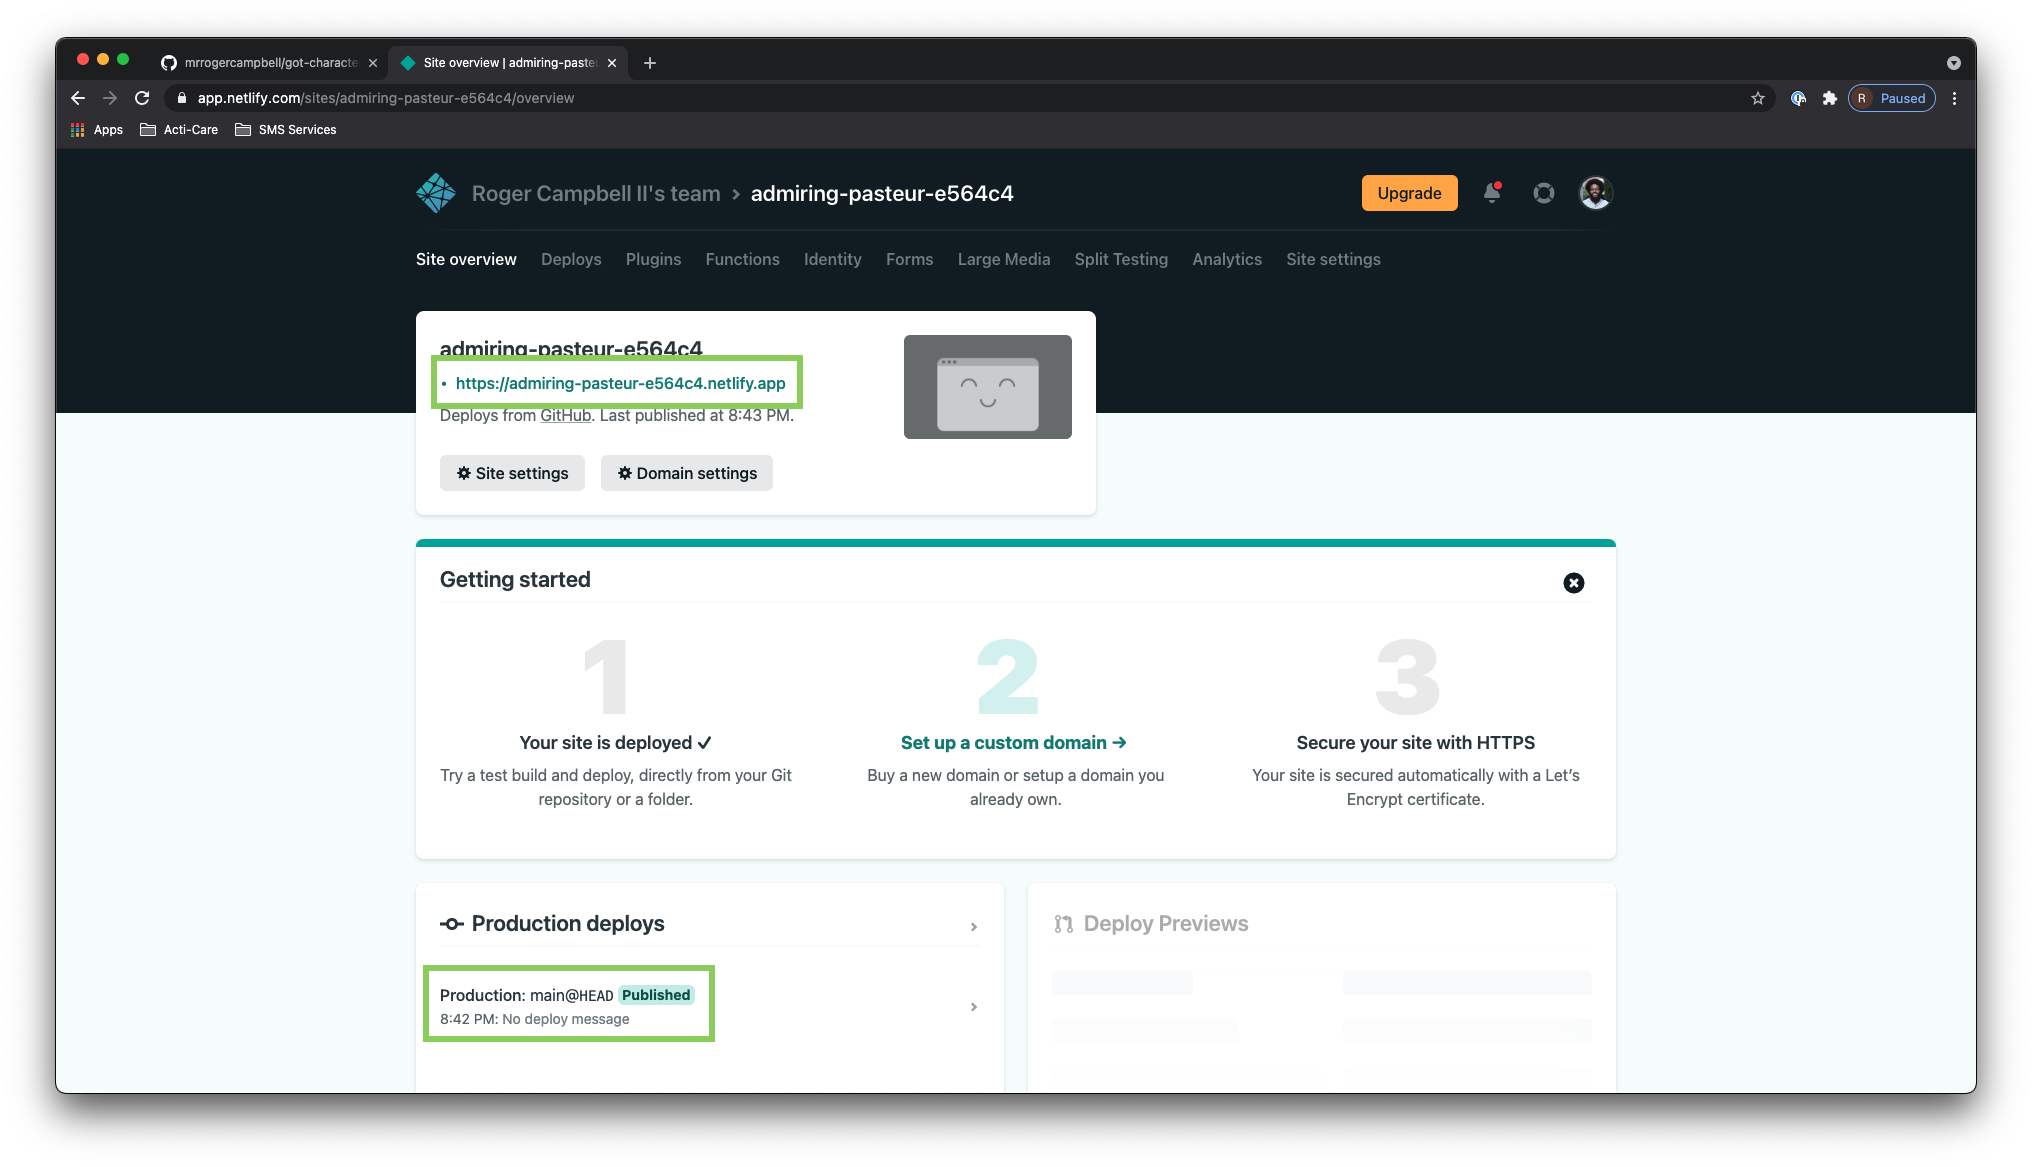 mrrogercampbell/got-characte
Site overview | admiring-paste
app.netlify.com/sites/admiring-pasteur-e564c4/overview
R Paused
Apps Acti-Care SMS Services
Roger Campbell II's team › admiring-pasteur-e564c4
Upgrade
Site overview Deploys Plugins Functions Identity Forms Large Media Split Testing Analytics Site settings
admiring-pasteur-e564c4
• https://admiring-pasteur-e564c4.netlify.app
Deploys from GitHub. Last published at 8:43 PM.
Site settings Domain settings
Getting started
1
Your site is deployed ✓
Try a test build and deploy, directly from your Git
repository or a folder.
2
Set up a custom domain →
Buy a new domain or setup a domain you
already own.
3
Secure your site with HTTPS
Your site is secured automatically with a Let’s
Encrypt certificate.
Production deploys
Production: main@HEAD Published
8:42 PM: No deploy message
Deploy Previews